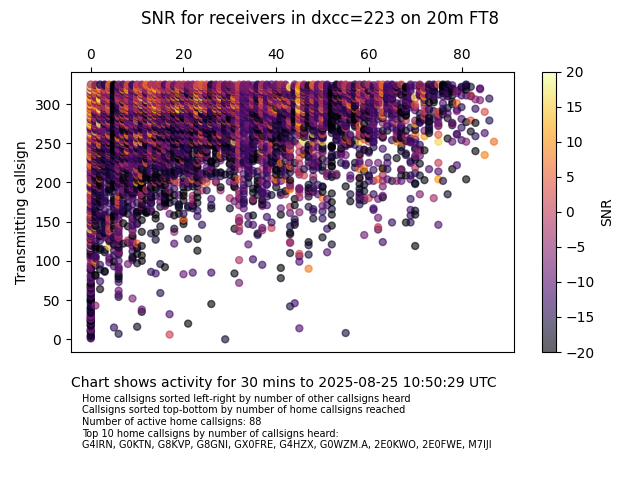 SNR for receivers in dxcc=223 on 20m FT8
0 20 40 60 80
300
250
200
150
100
50
0
Transmitting callsign
20
15
10
5
0
−5
−10
−15
−20
SNR
Chart shows activity for 30 mins to 2025-08-25 10:50:29 UTC
Home callsigns sorted left-right by number of other callsigns heard
Callsigns sorted top-bottom by number of home callsigns reached
Number of active home callsigns: 88
Top 10 home callsigns by number of callsigns heard:
G4IRN, G0KTN, G8KVP, G8GNI, GX0FRE, G4HZX, G0WZM.A, 2E0KWO, 2E0FWE, M7IJI